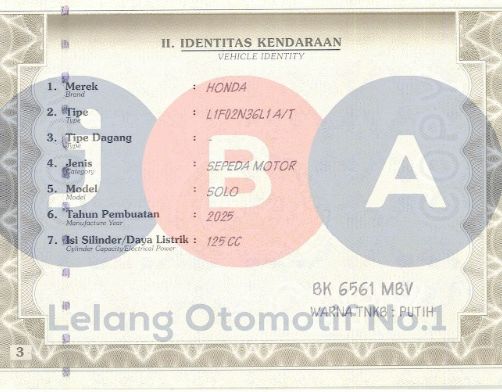 II. IDENTITAS KENDARAAN
VEHICLE IDENTITY
1. Merek : HONDA
Brand
2. Tipe : L1F02N36L1 A/T
Type
3. Tipe Dagang :
Type
4. Jenis : SEPEDA MOTOR
Category
5. Model : SOLO
Model
6. Tahun Pembuatan : 2025
Manufacture Year
7. Isi Silinder/Daya Listrik : 125 CC
Cylinder Capacity/Electrical Power
j B A
BK 6561 MBV
WARNA TNKB : PUTIH
Lelang Otomotif No.1
3